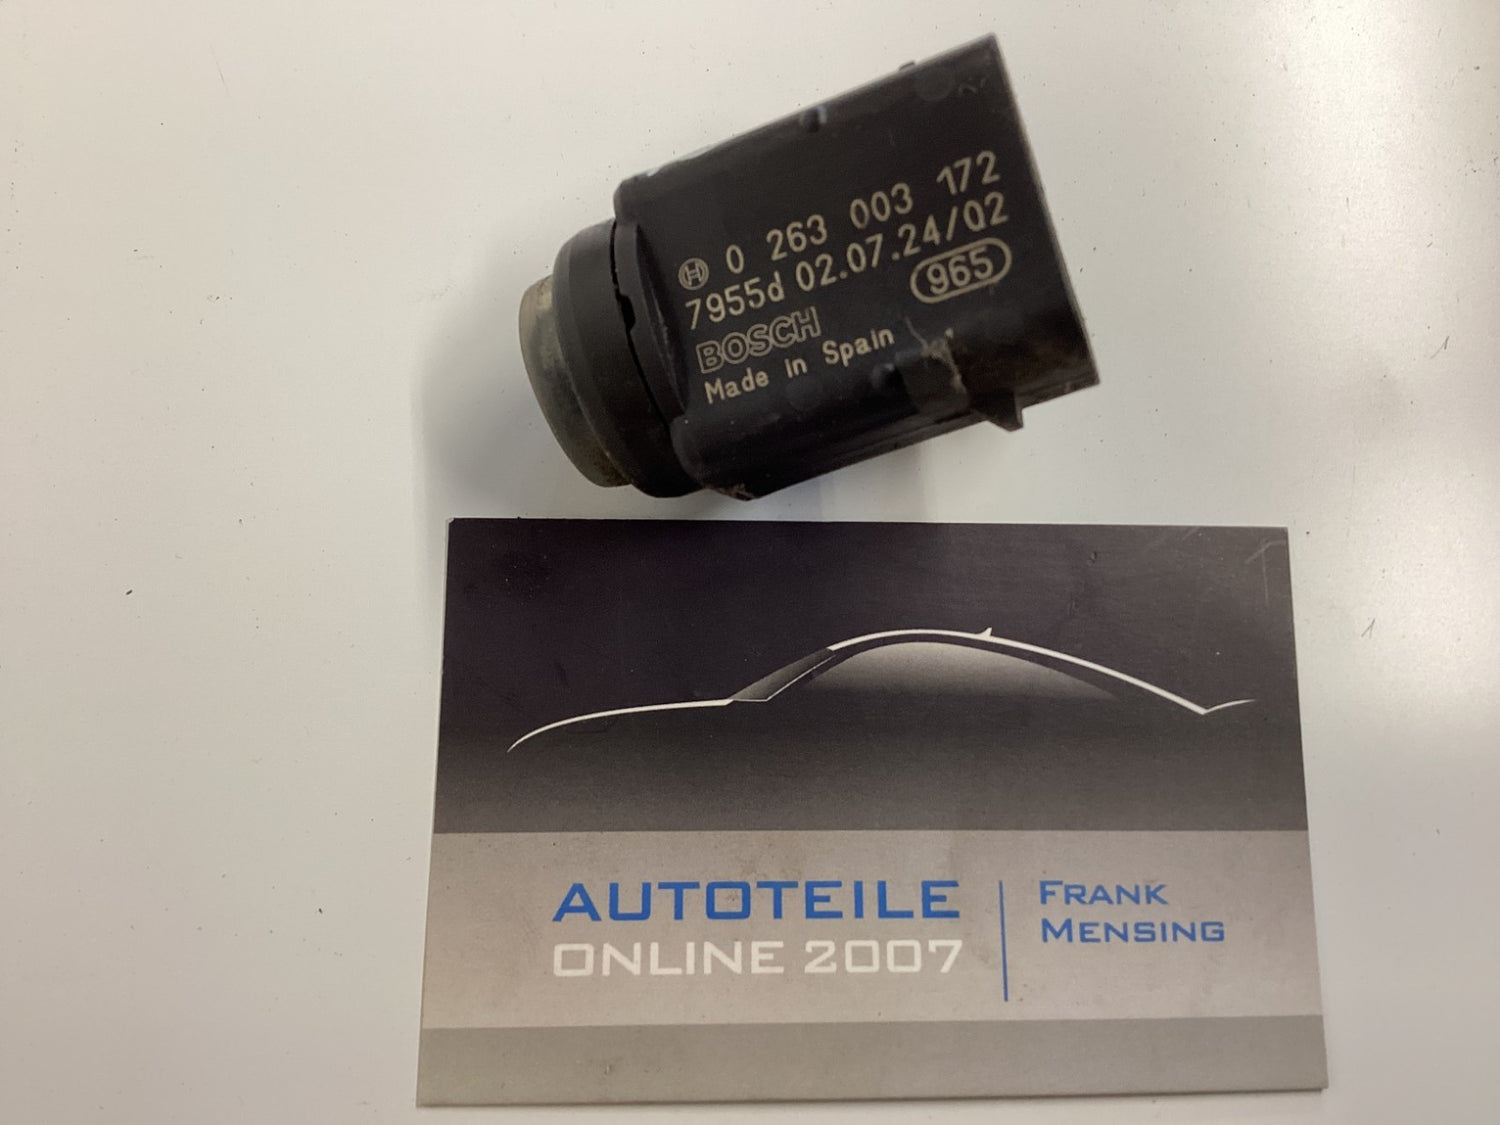 0 263 003 172
7955d 02.07.24/02
965
BOSCH
Made in Spain
AUTOTEILE
ONLINE 2007
FRANK
MENSING